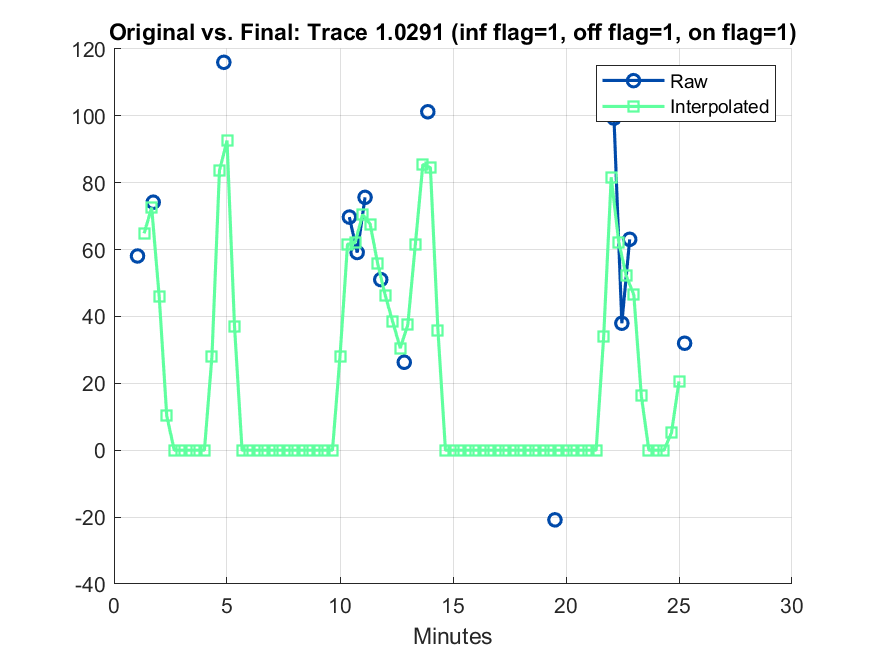 Original vs. Final: Trace 1.0291 (inf flag=1, off flag=1, on flag=1)
120
100
80
60
40
20
0
-20
-40
Raw
Interpolated
0 5 10 15 20 25 30
Minutes